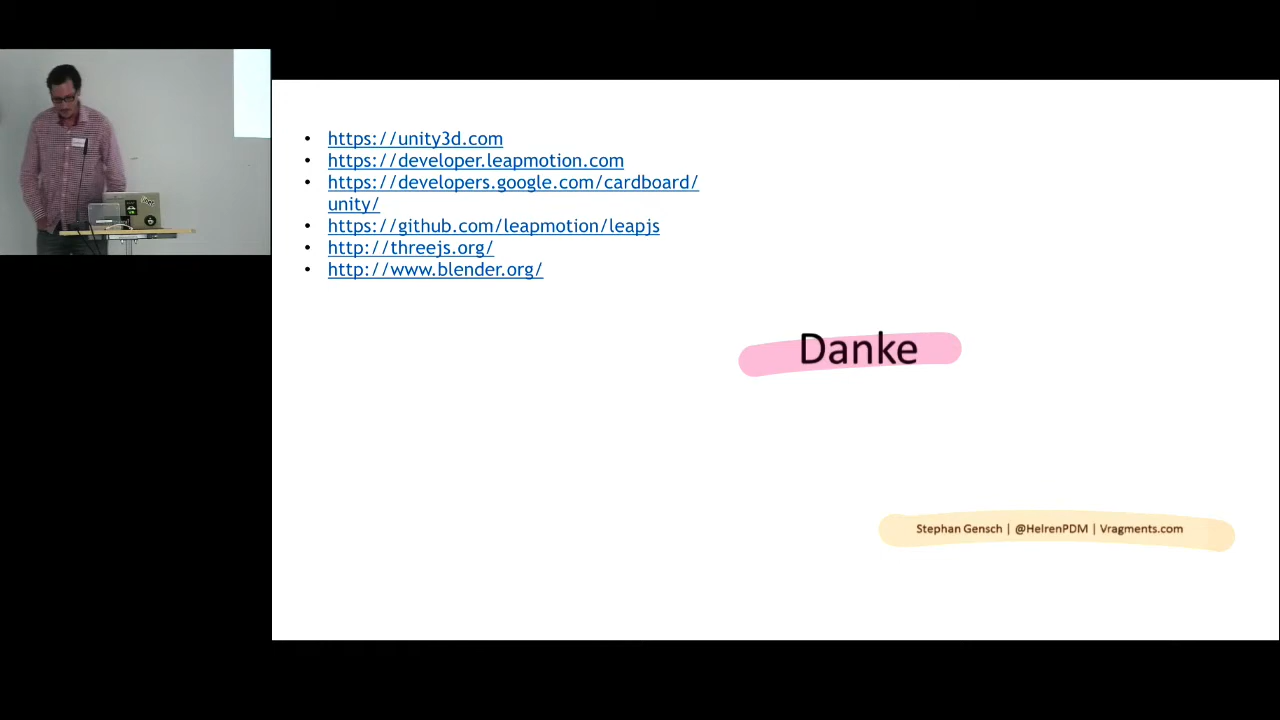 • https://unity3d.com
• https://developer.leapmotion.com
• https://developers.google.com/cardboard/
unity/
• https://github.com/leapmotion/leapjs
• http://threejs.org/
• http://www.blender.org/
Danke
Stephan Gensch | @HeIrenPDM | Vragments.com